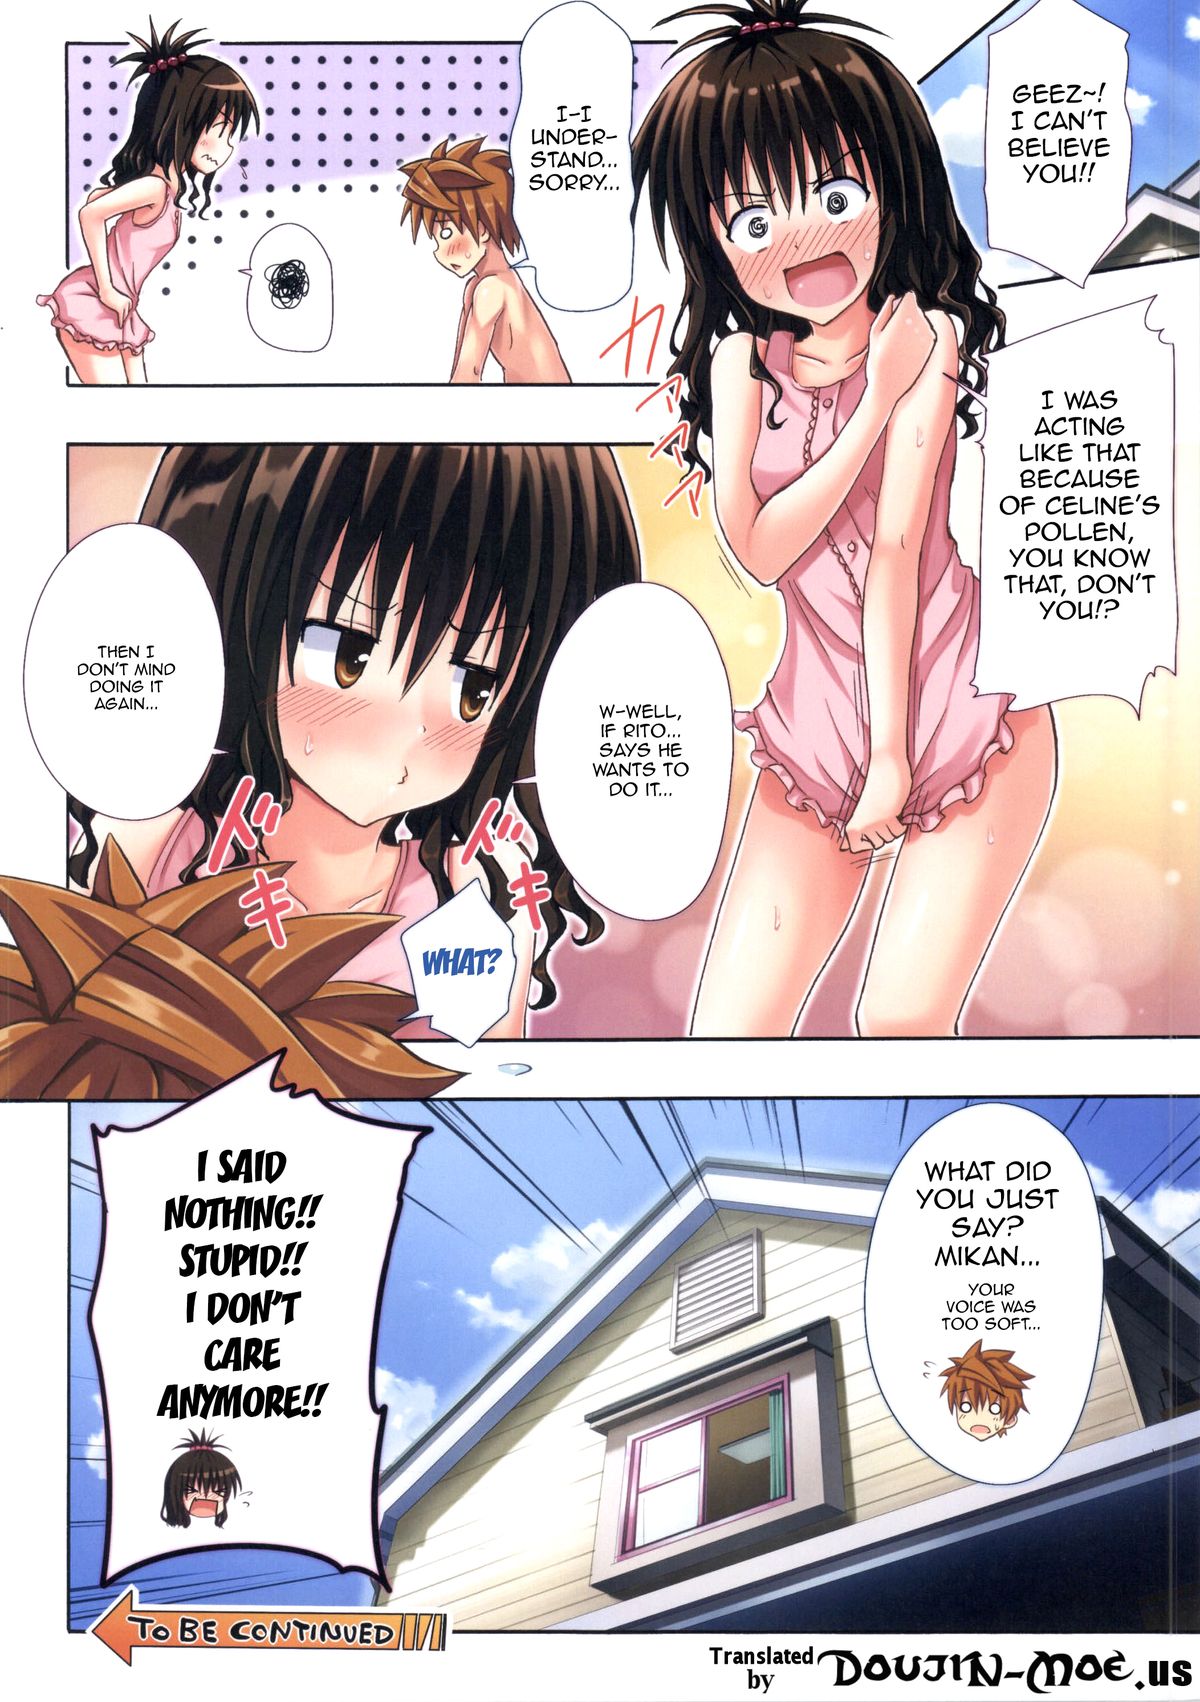 GEEZ~!
I CAN'T
BELIEVE
YOU!!
I WAS
ACTING
LIKE THAT
BECAUSE
OF CELINE'S
POLLEN,
YOU KNOW
THAT, DON'T
YOU!?
カァァァ
I-I
UNDER-
STAND...
SORRY...
W-WELL,
IF RITO...
SAYS HE
WANTS TO
DO IT...
THEN I
DON'T MIND
DOING IT
AGAIN...
ドキ
ドキ
WHAT?
WHAT DID
YOU JUST
SAY?
MIKAN...
YOUR
VOICE WAS
TOO SOFT...
I SAID
NOTHING!!
STUPID!!
I DON'T
CARE
ANYMORE!!
TO BE CONTINUED
Translated
by
DOUJIN-MOE.us